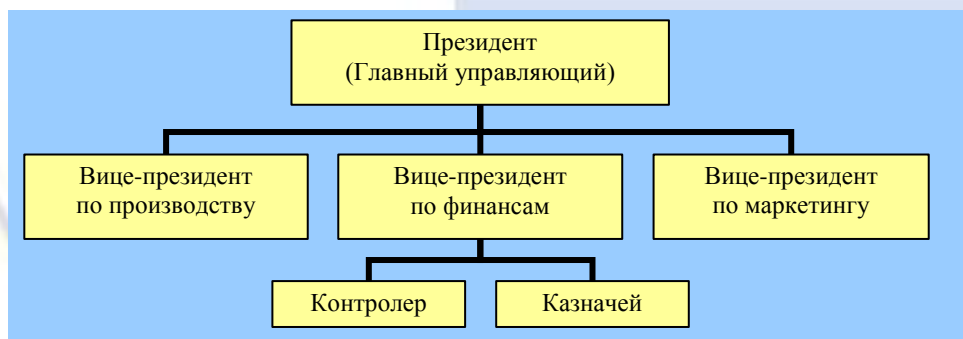 Президент
(Главный управляющий)
Вице-президент
по производству
Вице-президент
по финансам
Вице-президент
по маркетингу
Контролер
Казначей